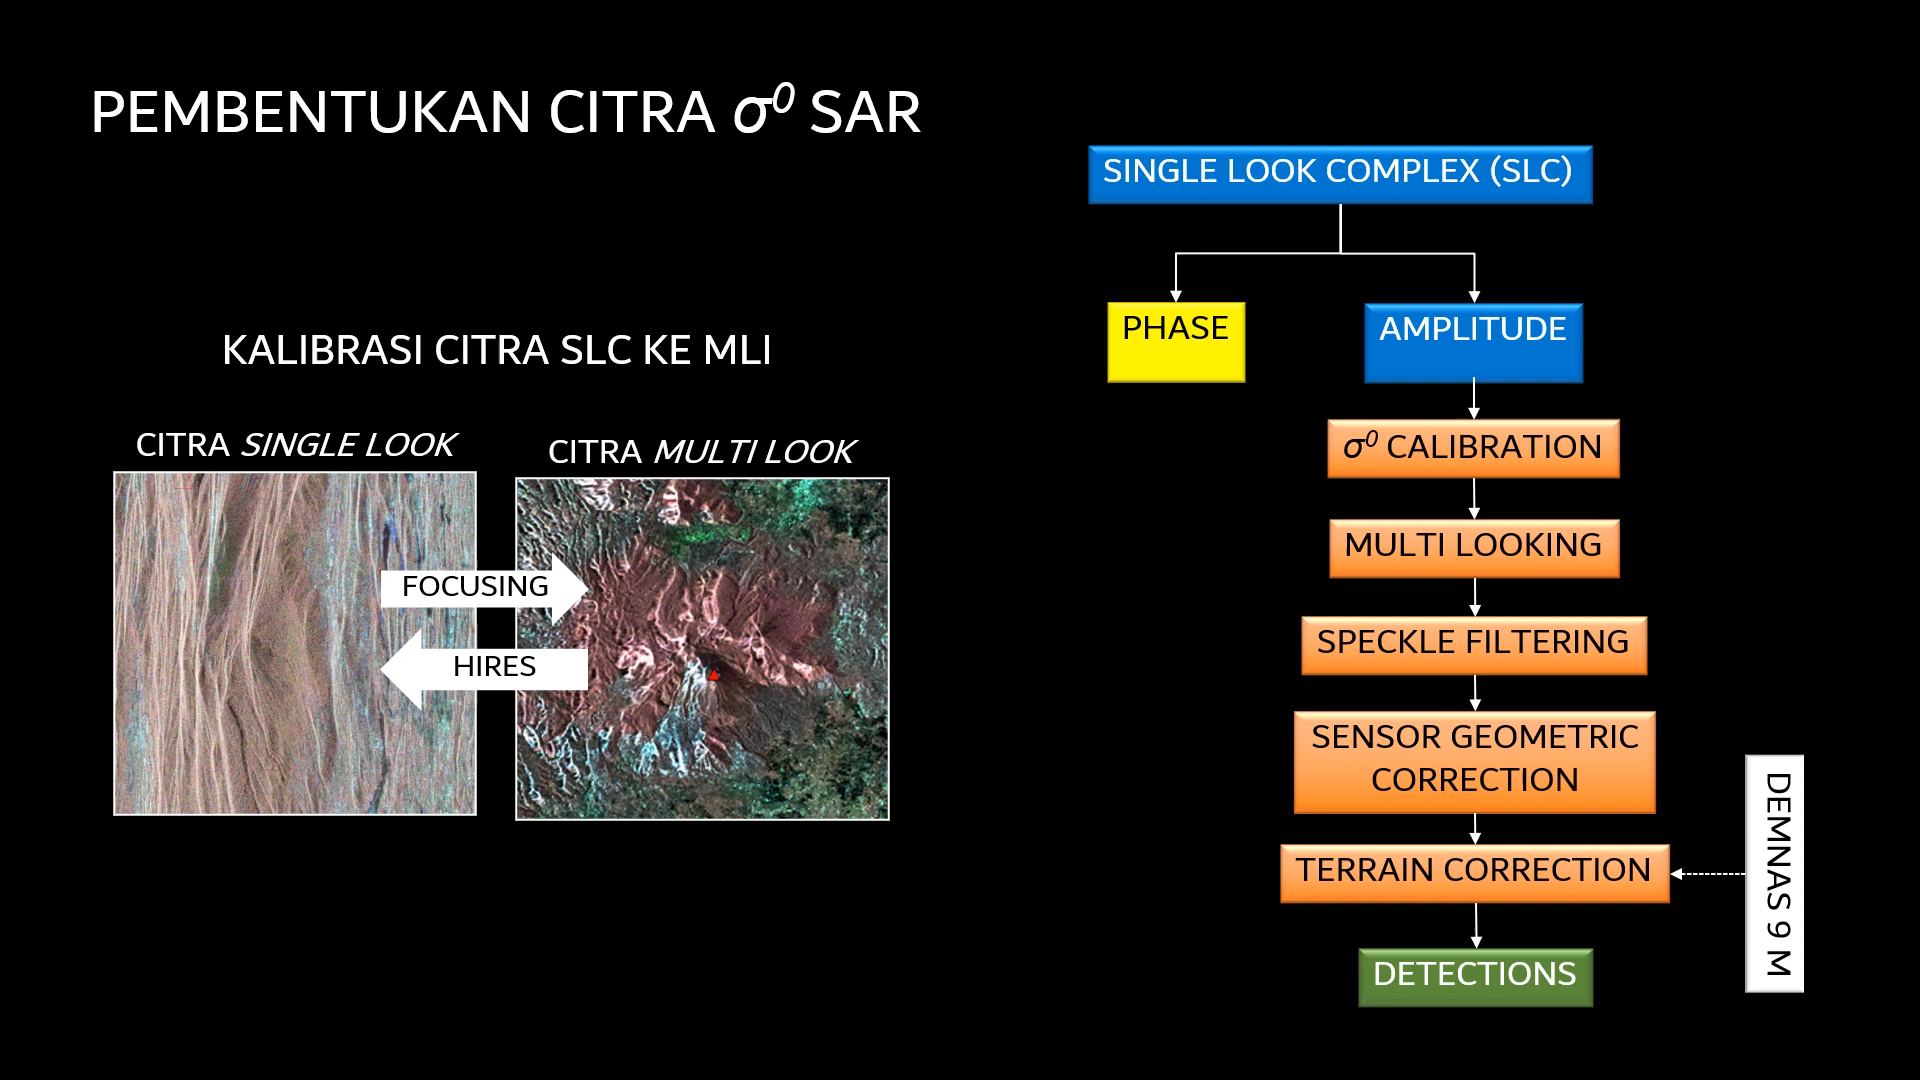 PEMBENTUKAN CITRA σ⁰ SAR
KALIBRASI CITRA SLC KE MLI
CITRA SINGLE LOOK
CITRA MULTI LOOK
FOCUSING
HIRES
SINGLE LOOK COMPLEX (SLC)
PHASE
AMPLITUDE
σ⁰ CALIBRATION
MULTI LOOKING
SPECKLE FILTERING
SENSOR GEOMETRIC
CORRECTION
TERRAIN CORRECTION
DEMNAS 9 M
DETECTIONS